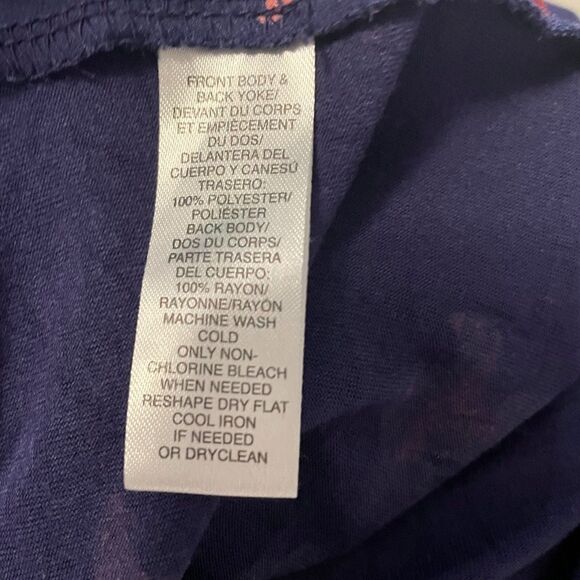 FRONT BODY &
BACK YOKE/
DEVANT DU CORPS
ET EMPIÈCEMENT
DU DOS/
DELANTERA DEL
CUERPO Y CANESÚ
TRASERO:
100% POLYESTER/
POLIÉSTER
BACK BODY/
DOS DU CORPS/
PARTE TRASERA
DEL CUERPO:
100% RAYON/
RAYONNE/RAYÓN
MACHINE WASH
COLD
ONLY NON-
CHLORINE BLEACH
WHEN NEEDED
RESHAPE DRY FLAT
COOL IRON
IF NEEDED
OR DRYCLEAN